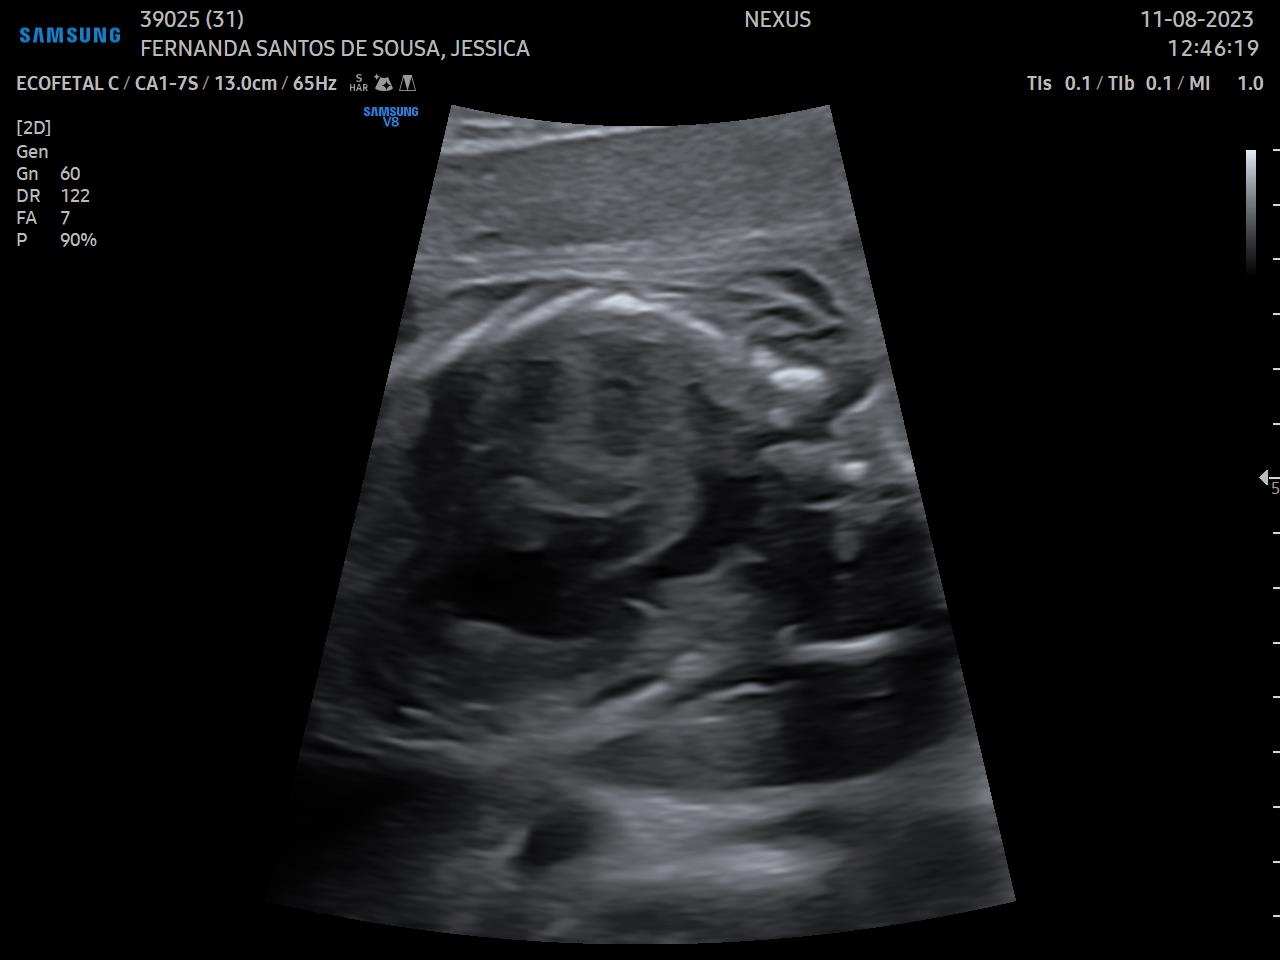 SAMSUNG
39025 (31)
NEXUS
11-08-2023
FERNANDA SANTOS DE SOUSA, JESSICA
12:46:19
ECOFETAL C / CA1-7S / 13.0cm / 65Hz
S
HAR
TIs 0.1 / TIb 0.1 / MI 1.0
SAMSUNG
V8
[2D]
Gen
Gn 60
DR 122
FA 7
P 90%
5